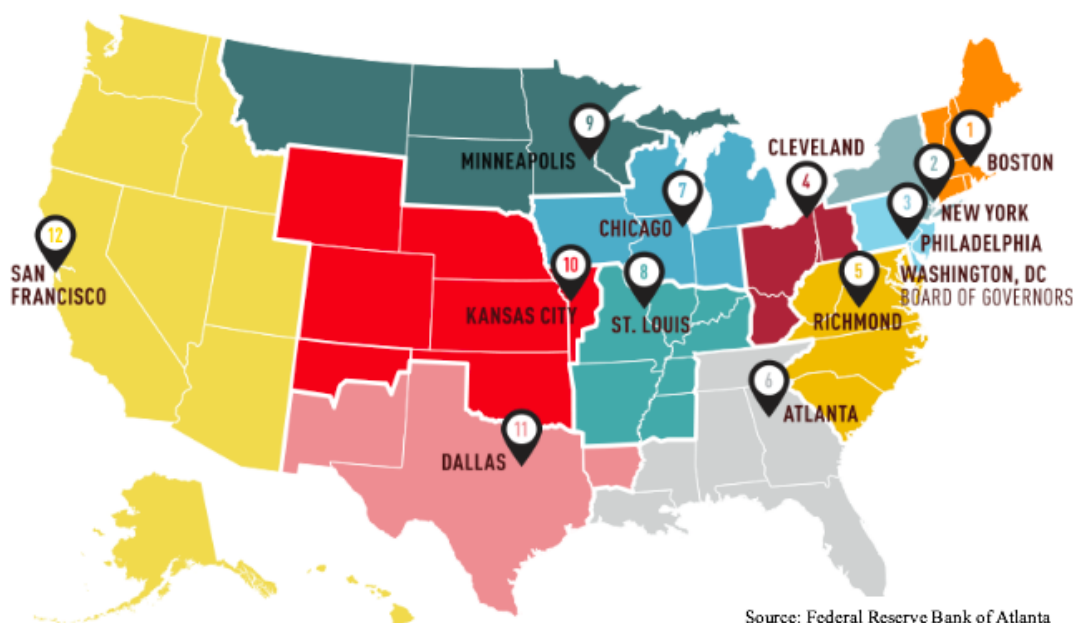 9
MINNEAPOLIS
CLEVELAND
4
1
BOSTON
2
NEW YORK
7
CHICAGO
3
PHILADELPHIA
12
SAN
FRANCISCO
10
KANSAS CITY
8
ST. LOUIS
5
RICHMOND
WASHINGTON, DC
BOARD OF GOVERNORS
6
ATLANTA
11
DALLAS
Source: Federal Reserve Bank of Atlanta